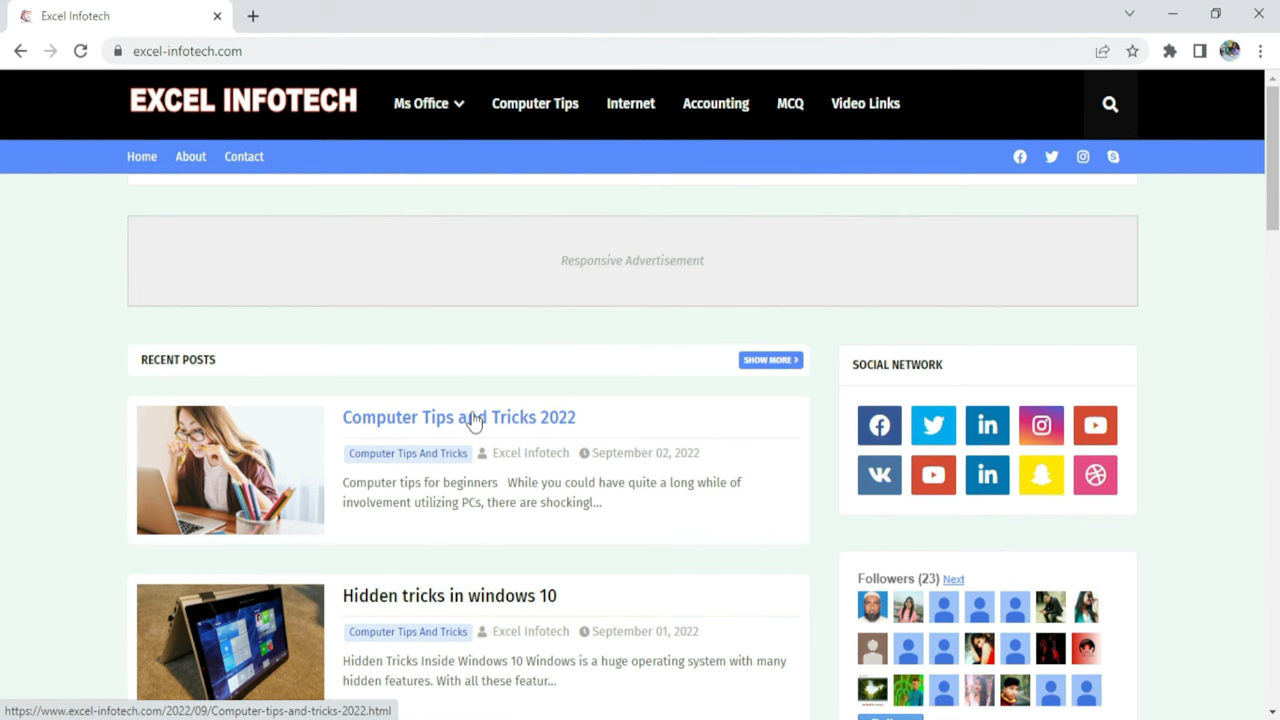 Excel Infotech
excel-infotech.com
EXCEL INFOTECH
Ms Office
Computer Tips
Internet
Accounting
MCQ
Video Links
Home
About
Contact
Responsive Advertisement
RECENT POSTS
SHOW MORE
SOCIAL NETWORK
Computer Tips and Tricks 2022
Computer Tips And Tricks
Excel Infotech
September 02, 2022
Computer tips for beginners While you could have quite a long while of
involvement utilizing PCs, there are shocking!...
Followers (23) Next
Hidden tricks in windows 10
Computer Tips And Tricks
Excel Infotech
September 01, 2022
Hidden Tricks Inside Windows 10 Windows is a huge operating system with many
hidden features. With all these featur...
https://www.excel-infotech.com/2022/09/Computer-tips-and-tricks-2022.html